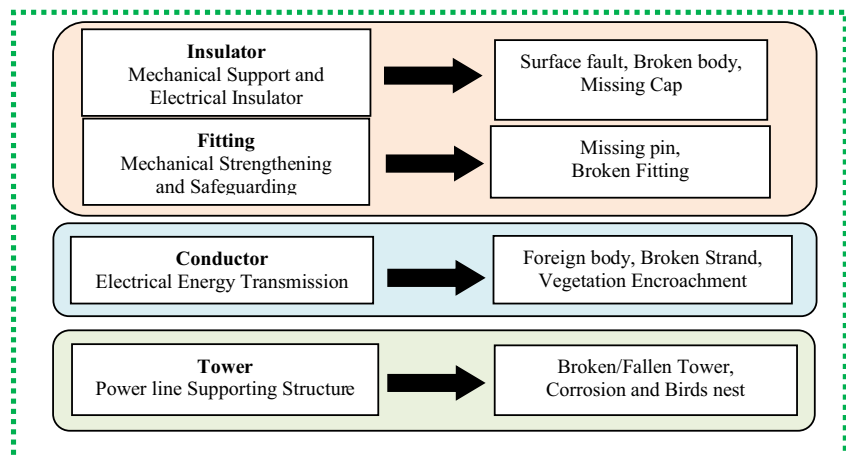 Insulator
Mechanical Support and
Electrical Insulator
Surface fault, Broken body,
Missing Cap
Fitting
Mechanical Strengthening
and Safeguarding
Missing pin,
Broken Fitting
Conductor
Electrical Energy Transmission
Foreign body, Broken Strand,
Vegetation Encroachment
Tower
Power line Supporting Structure
Broken/Fallen Tower,
Corrosion and Birds nest